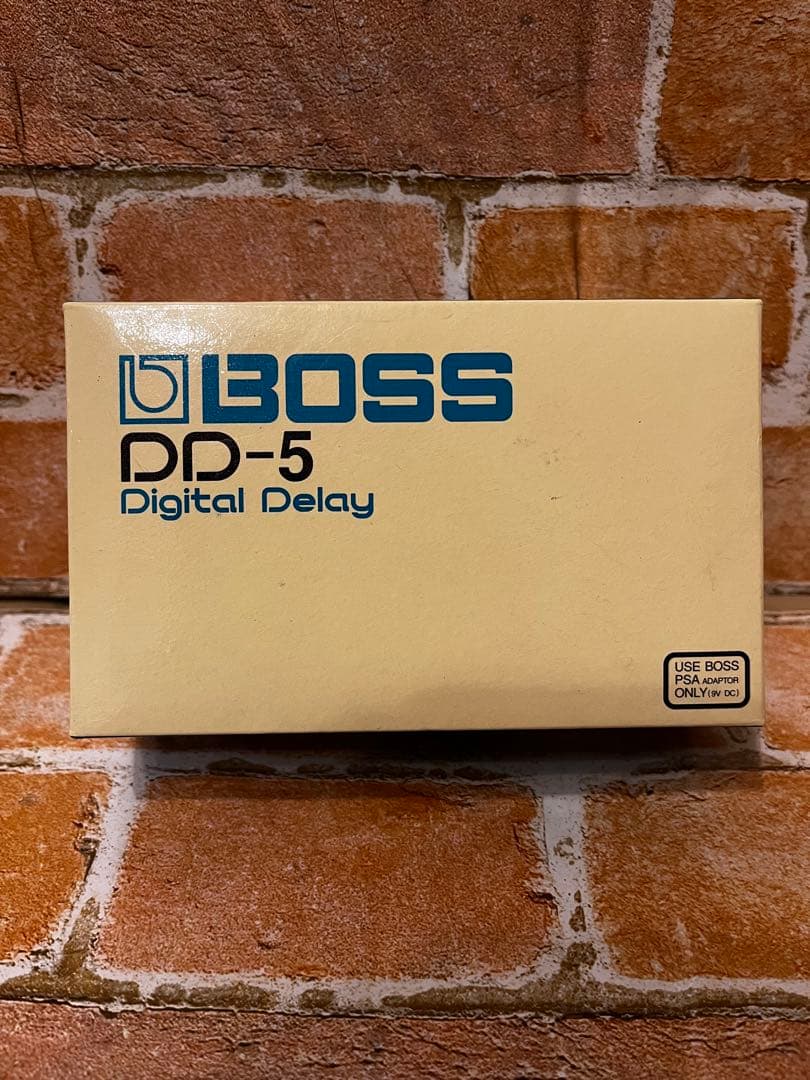 BOSS
DD-5
Digital Delay
USE BOSS
PSA ADAPTOR
ONLY(9V DC)